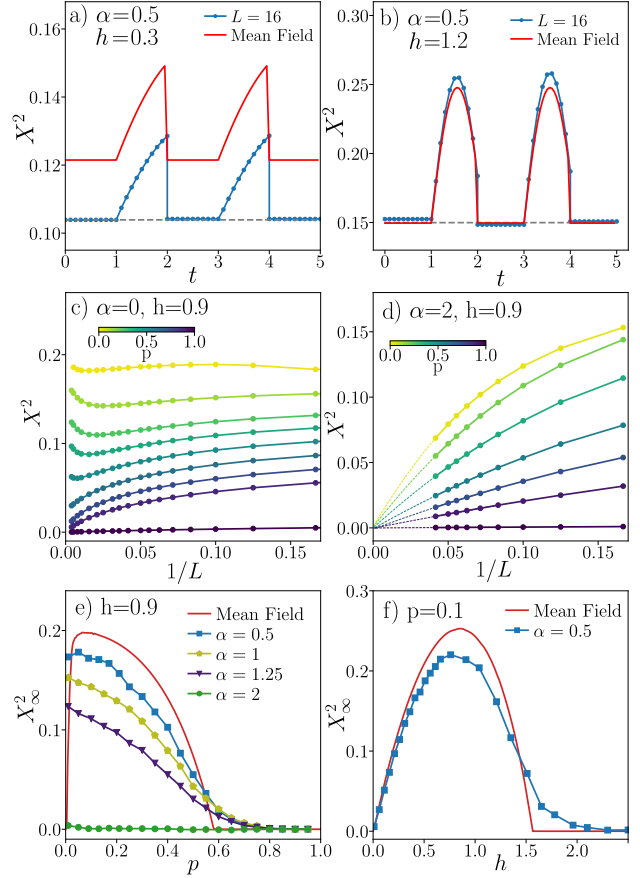 a) α=0.5
h=0.3
L = 16
Mean Field
0.16
0.14
0.12
0.10
X²
0 1 2 3 4 5
t
b) α=0.5
h=1.2
L = 16
Mean Field
0.30
0.25
0.20
0.15
X²
0 1 2 3 4 5
t
c) α=0, h=0.9
0.0 0.5 1.0
p
0.2
0.1
0.0
X²
0.00 0.05 0.10 0.15
1/L
d) α=2, h=0.9
0.0 0.5 1.0
p
0.15
0.10
0.05
0.00
X²
0.00 0.05 0.10 0.15
1/L
e) h=0.9
Mean Field
α = 0.5
α = 1
α = 1.25
α = 2
0.2
0.1
0.0
X²∞
0.0 0.2 0.4 0.6 0.8 1.0
p
f) p=0.1
Mean Field
α = 0.5
0.3
0.2
0.1
0.0
X²∞
0.0 1.0 2.0
h